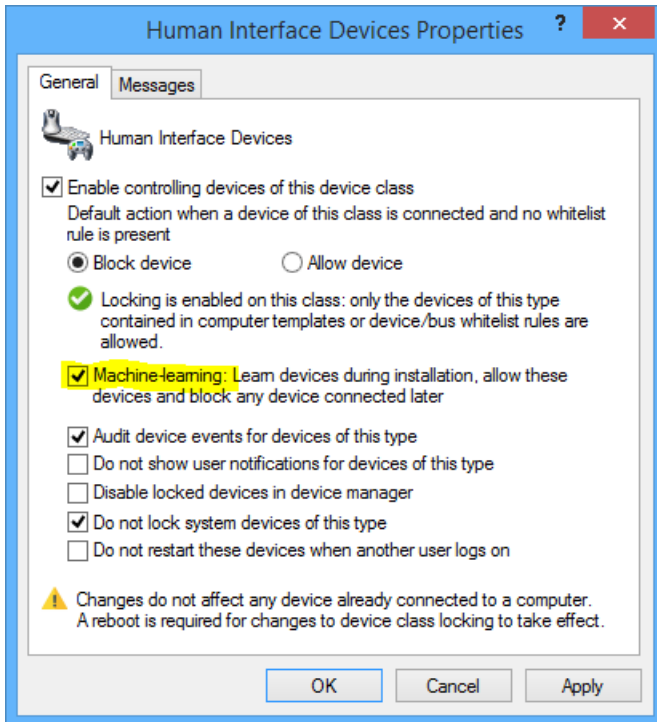 Human Interface Devices Properties
?
×
General
Messages
Human Interface Devices
Enable controlling devices of this device class
Default action when a device of this class is connected and no whitelist
rule is present
Block device
Allow device
Locking is enabled on this class: only the devices of this type
contained in computer templates or device/bus whitelist rules are
allowed.
Machine-learning: Learn devices during installation, allow these
devices and block any device connected later
Audit device events for devices of this type
Do not show user notifications for devices of this type
Disable locked devices in device manager
Do not lock system devices of this type
Do not restart these devices when another user logs on
Changes do not affect any device already connected to a computer.
A reboot is required for changes to device class locking to take effect.
OK
Cancel
Apply